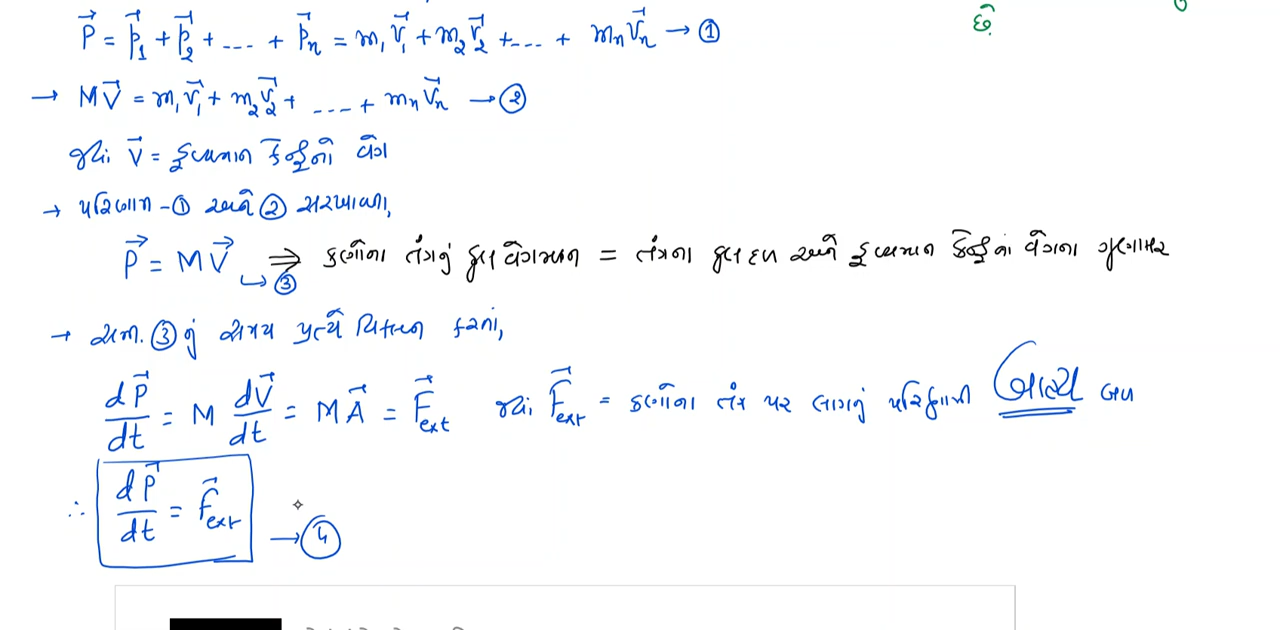 P⃗ = p⃗₁ + p⃗₂ + .... + p⃗ₙ = m₁v⃗₁ + m₂v⃗₂ +.... + mₙv⃗ₙ → ①
છે.
→ MV⃗ = m₁v⃗₁ + m₂v⃗₂ + .... + mₙv⃗ₙ → ②
જ્યાં V⃗ = દ્રવ્યમાન કેન્દ્રનો વેગ
→ પરિણામ - ① અને ② સરખાવતા,
P⃗ = MV⃗ ↳③ ⇒ કણોના તંત્રનું કુલ વેગમાન = તંત્રના કુલ દળ અને દ્રવ્યમાન કેન્દ્રનાં વેગના ગુણાકાર
→ સમી. ③ નું સમય પ્રત્યે વિકલન કરતાં,
dP⃗/dt = M dV⃗/dt = MA⃗ = F⃗ext જ્યાં F⃗ext = કણોના તંત્ર પર લાગતું પરિણામી બાહ્ય બળ
∴ dP⃗/dt = F⃗ext → ④